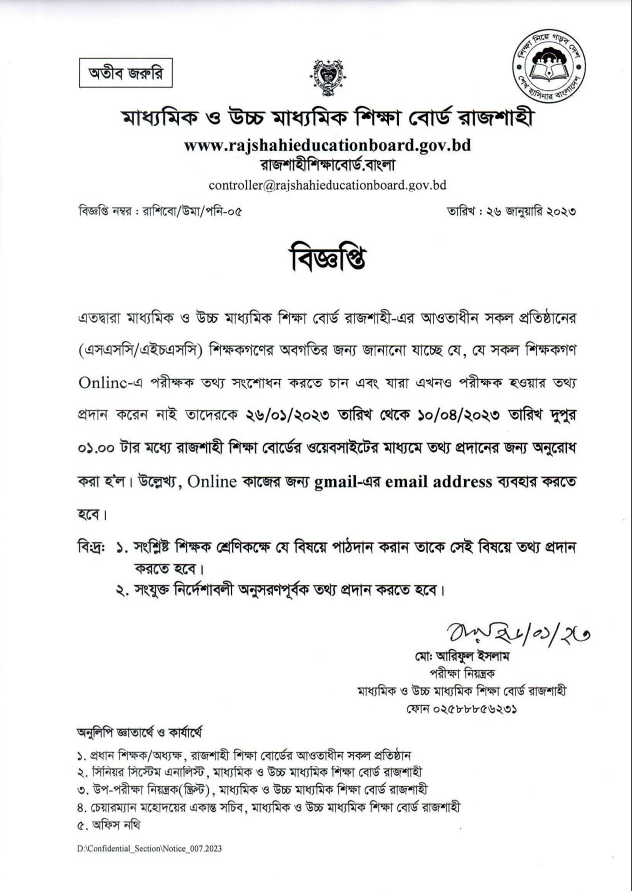 অতীব জরুরি
শিক্ষা নিয়ে গড়ব দেশ
শেখ হাসিনার বাংলাদেশ
মাধ্যমিক ও উচ্চ মাধ্যমিক শিক্ষা বোর্ড রাজশাহী
www.rajshahieducationboard.gov.bd
রাজশাহীশিক্ষাবোর্ড.বাংলা
controller@rajshahieducationboard.gov.bd
বিজ্ঞপ্তি নম্বর : রাশিবো/উমা/পনি-০৫
তারিখ : ২৬ জানুয়ারি ২০২৩
বিজ্ঞপ্তি
এতদ্বারা মাধ্যমিক ও উচ্চ মাধ্যমিক শিক্ষা বোর্ড রাজশাহী-এর আওতাধীন সকল প্রতিষ্ঠানের
(এসএসসি/এইচএসসি) শিক্ষকগণের অবগতির জন্য জানানো যাচ্ছে যে, যে সকল শিক্ষকগণ
Online-এ পরীক্ষক তথ্য সংশোধন করতে চান এবং যারা এখনও পরীক্ষক হওয়ার তথ্য
প্রদান করেন নাই তাদেরকে ২৬/০১/২০২৩ তারিখ থেকে ১০/০৪/২০২৩ তারিখ দুপুর
০১.০০ টার মধ্যে রাজশাহী শিক্ষা বোর্ডের ওয়েবসাইটের মাধ্যমে তথ্য প্রদানের জন্য অনুরোধ
করা হ'ল। উল্লেখ্য, Online কাজের জন্য gmail-এর email address ব্যবহার করতে
হবে।
বি:দ্র: ১. সংশ্লিষ্ট শিক্ষক শ্রেণিকক্ষে যে বিষয়ে পাঠদান করান তাকে সেই বিষয়ে তথ্য প্রদান
করতে হবে।
২. সংযুক্ত নির্দেশাবলী অনুসরণপূর্বক তথ্য প্রদান করতে হবে।
মো: আরিফুল ইসলাম
পরীক্ষা নিয়ন্ত্রক
মাধ্যমিক ও উচ্চ মাধ্যমিক শিক্ষা বোর্ড রাজশাহী
ফোন ০২৫৮৮৮৫৬২৩১
অনুলিপি জ্ঞাতার্থে ও কার্যার্থে
১. প্রধান শিক্ষক/অধ্যক্ষ, রাজশাহী শিক্ষা বোর্ডের আওতাধীন সকল প্রতিষ্ঠান
২. সিনিয়র সিস্টেম এনালিস্ট, মাধ্যমিক ও উচ্চ মাধ্যমিক শিক্ষা বোর্ড রাজশাহী
৩. উপ-পরীক্ষা নিয়ন্ত্রক(স্ক্রিপ্ট), মাধ্যমিক ও উচ্চ মাধ্যমিক শিক্ষা বোর্ড রাজশাহী
৪. চেয়ারম্যান মহোদয়ের একান্ত সচিব, মাধ্যমিক ও উচ্চ মাধ্যমিক শিক্ষা বোর্ড রাজশাহী
৫. অফিস নথি
D:\Confidential_Section\Notice_007.2023